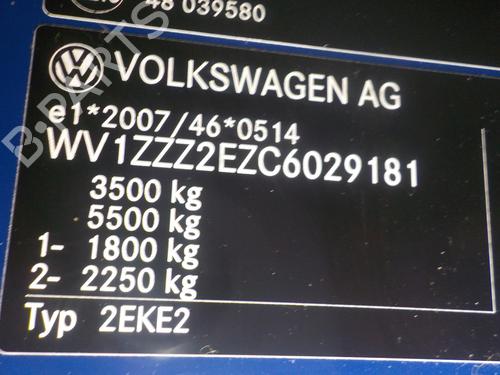 48 039580
VOLKSWAGEN AG
e1*2007/46*0514
WV1ZZZ2EZC6029181
3500 kg
5500 kg
1- 1800 kg
2- 2250 kg
Typ 2EKE2
B-PARTS